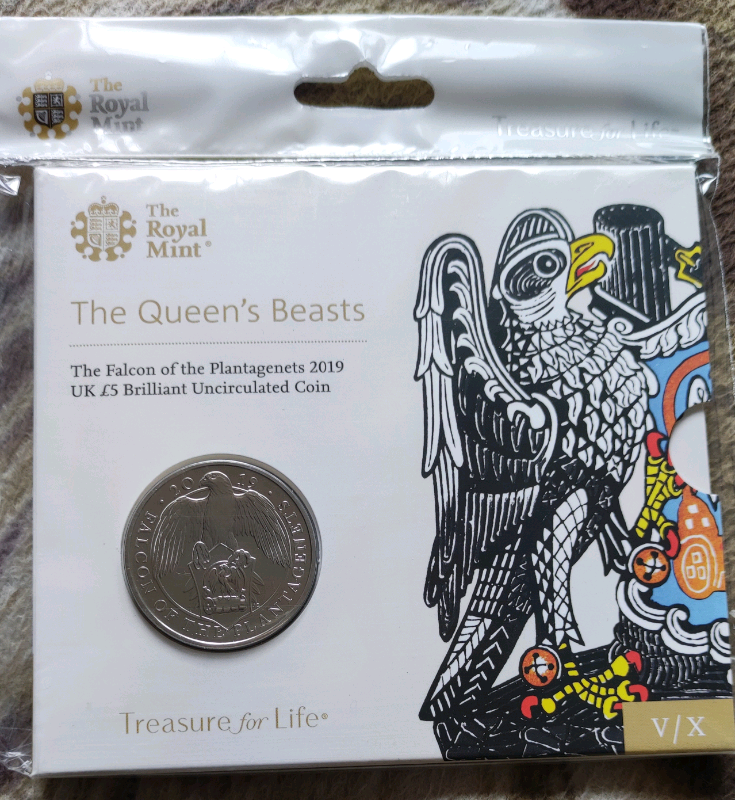 The
Royal
Mint
Treasure for Life®
The
Royal
Mint®
The Queen's Beasts
The Falcon of the Plantagenets 2019
UK £5 Brilliant Uncirculated Coin
· 2019 ·
FALCON OF THE PLANTAGENETS
Treasure for Life®
V/X